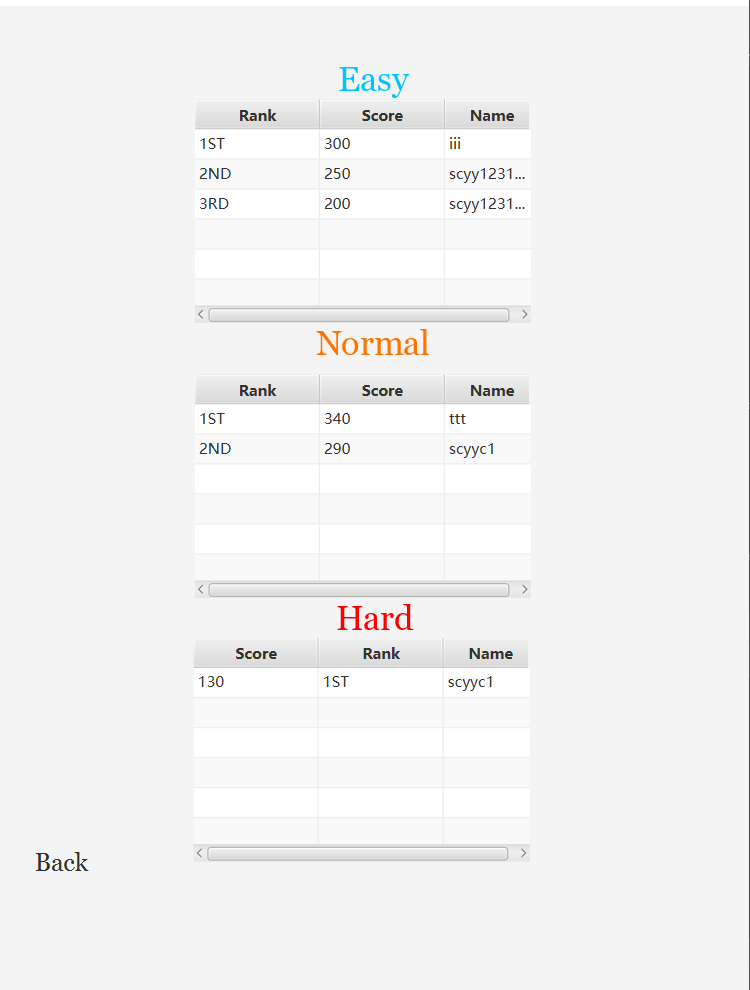 Easy
Rank Score Name
1ST 300 iii
2ND 250 scyy1231...
3RD 200 scyy1231...
Normal
Rank Score Name
1ST 340 ttt
2ND 290 scyyc1
Hard
Score Rank Name
130 1ST scyyc1
Back